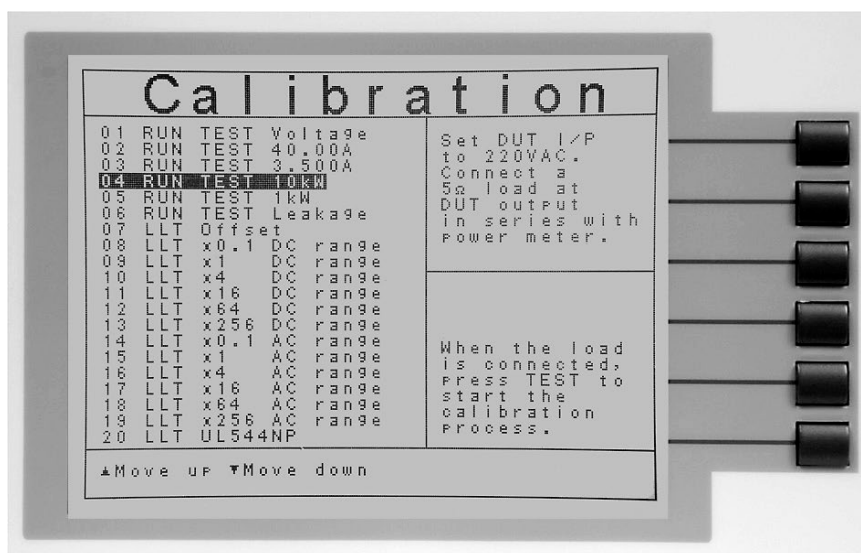 Calibration
01 RUN TEST Voltage
02 RUN TEST 40.00A
03 RUN TEST 3.500A
04 RUN TEST 10kW
05 RUN TEST 1kW
06 RUN TEST Leakage
07 LLT Offset
08 LLT x0.1 DC range
09 LLT x1 DC range
10 LLT x4 DC range
11 LLT x16 DC range
12 LLT x64 DC range
13 LLT x256 DC range
14 LLT x0.1 AC range
15 LLT x1 AC range
16 LLT x4 AC range
17 LLT x16 AC range
18 LLT x64 AC range
19 LLT x256 AC range
20 LLT UL544NP
Set DUT I/P
to 220VAC.
Connect a
5Ω load at
DUT output
in series with
power meter.
When the load
is connected,
press TEST to
start the
calibration
process.
▲Move up ▼Move down